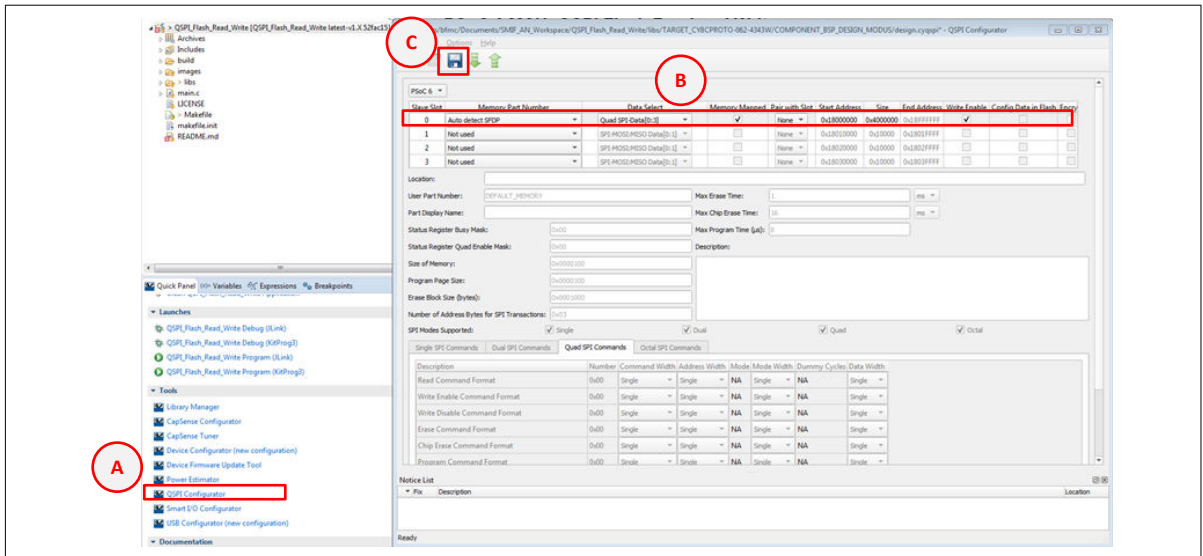 QSPI_Flash_Read_Write [QSPI_Flash_Read_Write latest-v1.X 52fac15]
Archives
Includes
build
images
libs
main.c
LICENSE
Makefile
makefile.init
README.md
Quick Panel (x)= Variables Expressions Breakpoints
Launches
QSPI_Flash_Read_Write Debug (JLink)
QSPI_Flash_Read_Write Debug (KitProg3)
QSPI_Flash_Read_Write Program (JLink)
QSPI_Flash_Read_Write Program (KitProg3)
Tools
Library Manager
CapSense Configurator
CapSense Tuner
Device Configurator (new configuration)
Device Firmware Update Tool
A
Power Estimator
QSPI Configurator
Smart I/O Configurator
USB Configurator (new configuration)
Documentation
/bfmc/Documents/SMIF_AN_Workspace/QSPI_Flash_Read_Write/libs/TARGET_CYBCPROTO-062-4343W/COMPONENT_BSP_DESIGN_MODUS/design.cyqspi* - QSPI Configurator
C
Options Help
B
PSoC 6
Slave Slot Memory Part Number Data Select Memory Mapped Pair with Slot Start Address Size End Address Write Enable Config Data in Flash Encry
0 Auto detect SFDP Quad SPI-Data[0:3] None 0x18000000 0x4000000 0x1BFFFFFF
1 Not used SPI-MOSI/MISO Data[0:1] None 0x18010000 0x10000 0x1801FFFF
2 Not used SPI-MOSI/MISO Data[0:1] None 0x18020000 0x10000 0x1802FFFF
3 Not used SPI-MOSI/MISO Data[0:1] None 0x18030000 0x10000 0x1803FFFF
Location:
User Part Number: DEFAULT_MEMORY Max Erase Time: 1 ms
Part Display Name: Max Chip Erase Time: 16 ms
Status Register Busy Mask: 0x00 Max Program Time (µs): 8
Status Register Quad Enable Mask: 0x00 Description:
Size of Memory: 0x0000100
Program Page Size: 0x0000100
Erase Block Size (bytes): 0x0001000
Number of Address Bytes for SPI Transactions: 0x03
SPI Modes Supported: Single Dual Quad Octal
Single SPI Commands Dual SPI Commands Quad SPI Commands Octal SPI Commands
Description Number Command Width Address Width Mode Mode Width Dummy Cycles Data Width
Read Command Format 0x00 Single Single NA Single NA Single
Write Enable Command Format 0x00 Single Single NA Single NA Single
Write Disable Command Format 0x00 Single Single NA Single NA Single
Erase Command Format 0x00 Single Single NA Single NA Single
Chip Erase Command Format 0x00 Single Single NA Single NA Single
Program Command Format 0x00 Single Single NA Single NA Single
Notice List
Fix Description Location
Ready